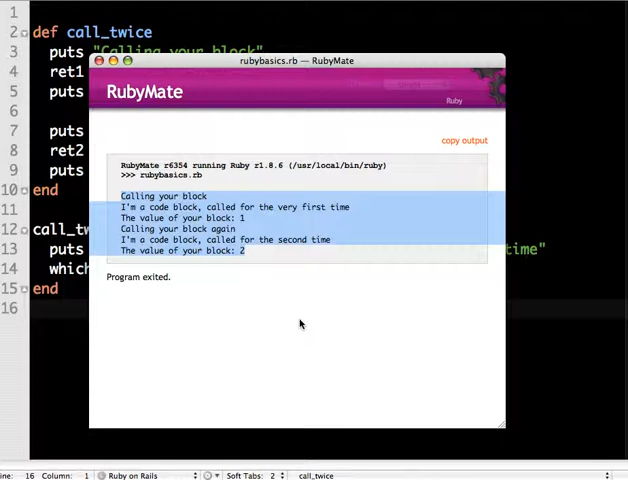 rubybasics.rb — RubyMate
RubyMate
Ruby
copy output
RubyMate r6354 running Ruby r1.8.6 (/usr/local/bin/ruby)
>>> rubybasics.rb
Calling your block
I'm a code block, called for the very first time
The value of your block: 1
Calling your block again
I'm a code block, called for the second time
The value of your block: 2
Program exited.
1
2 def call_twice
3 puts "Calling your block"
4 ret1
5 puts
6
7 puts
8 ret2
9 puts
10 end
11
12 call_tw
13 puts time"
14 which
15 end
16
ine: 16 Column: 1 Ruby on Rails Soft Tabs: 2 call_twice